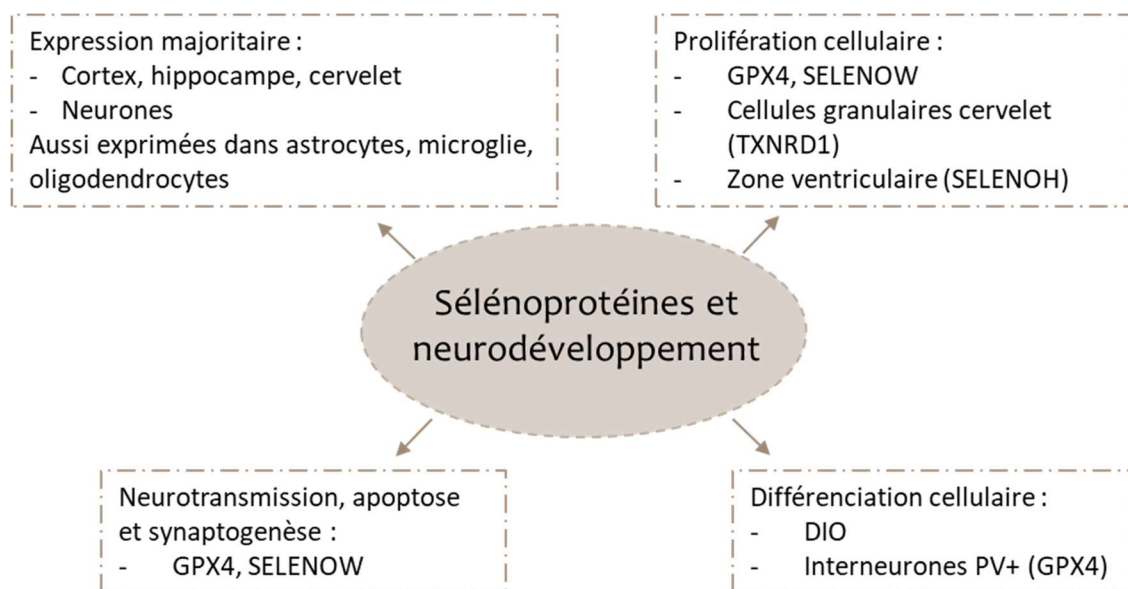 Expression majoritaire :
- Cortex, hippocampe, cervelet
- Neurones
Aussi exprimées dans astrocytes, microglie,
oligodendrocytes
Prolifération cellulaire :
- GPX4, SELENOW
- Cellules granulaires cervelet
(TXNRD1)
- Zone ventriculaire (SELENOH)
Sélénoprotéines et
neurodéveloppement
Neurotransmission, apoptose
et synaptogenèse :
- GPX4, SELENOW
Différenciation cellulaire :
- DIO
- Interneurones PV+ (GPX4)